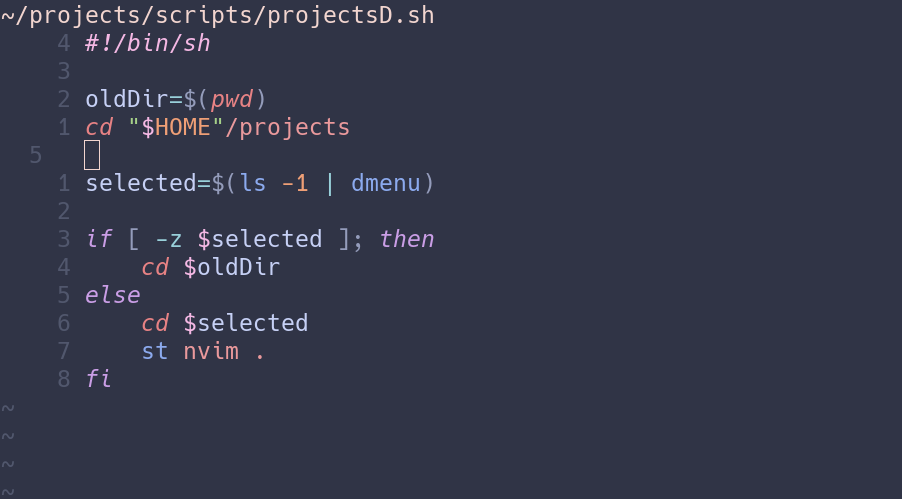 ~/projects/scripts/projectsD.sh
4 #!/bin/sh
3
2 oldDir=$(pwd)
1 cd "$HOME"/projects
5
1 selected=$(ls -1 | dmenu)
2
3 if [ -z $selected ]; then
4     cd $oldDir
5 else
6     cd $selected
7     st nvim .
8 fi
~
~
~
~